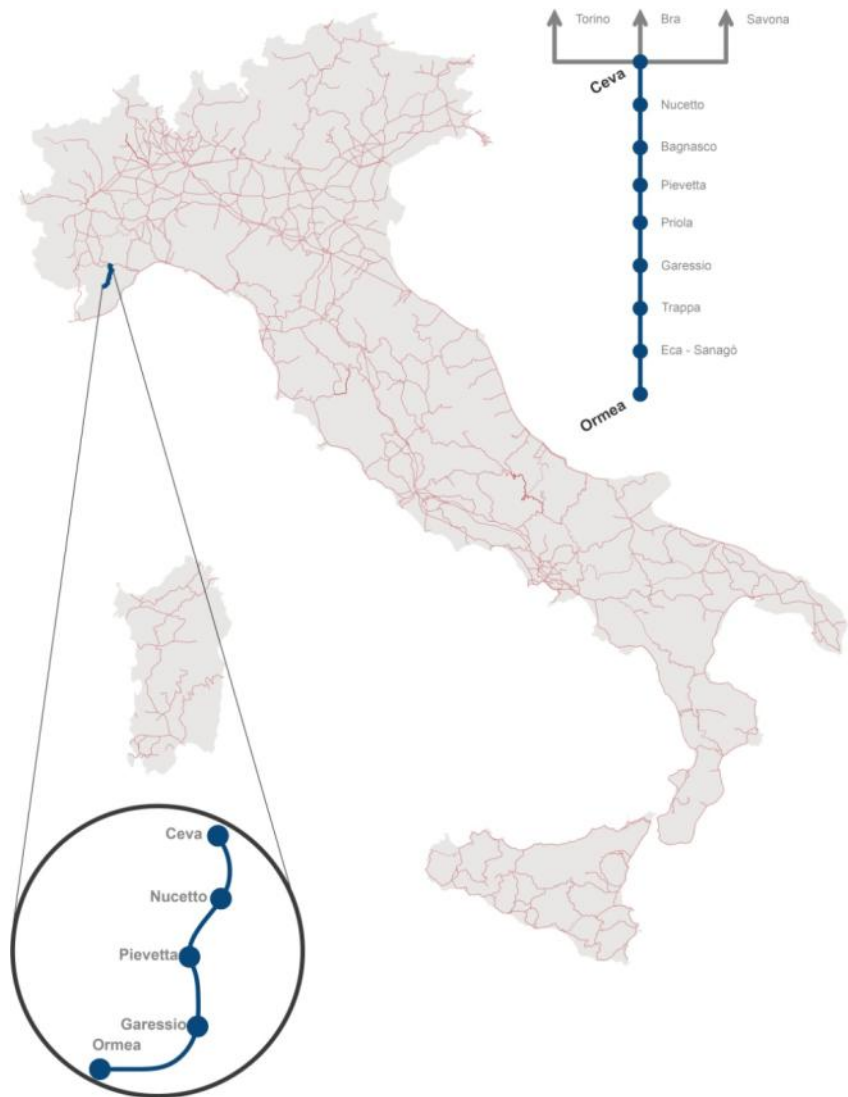 Torino
Bra
Savona
Ceva
Nucetto
Bagnasco
Pievetta
Priola
Garessio
Trappa
Eca - Sanagò
Ormea
Ceva
Nucetto
Pievetta
Garessio
Ormea